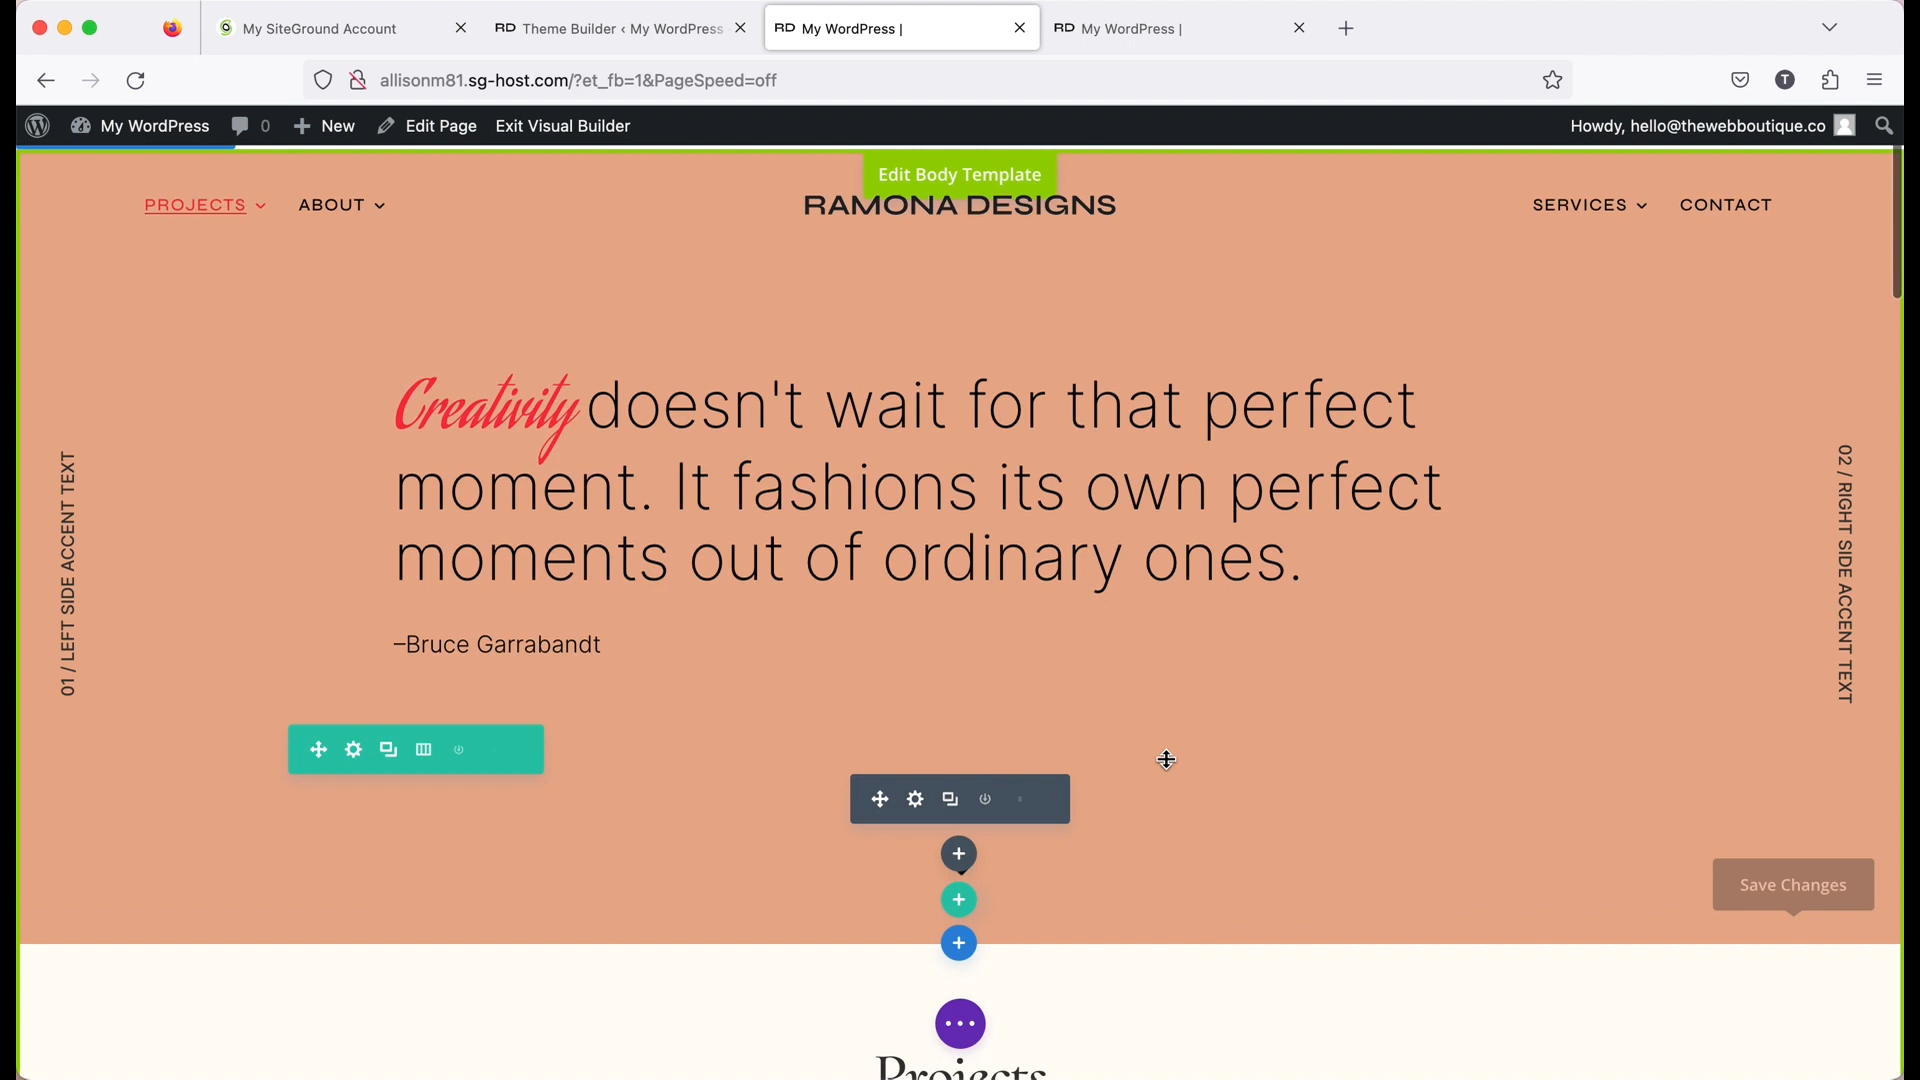 My SiteGround Account
RD Theme Builder ‹ My WordPress
RD My WordPress |
RD My WordPress |
allisonm81.sg-host.com/?et_fb=1&PageSpeed=off
T
My WordPress
0
New
Edit Page
Exit Visual Builder
Howdy, hello@thewebboutique.co
Edit Body Template
PROJECTS
ABOUT
RAMONA DESIGNS
SERVICES
CONTACT
Creativity doesn't wait for that perfect
moment. It fashions its own perfect
moments out of ordinary ones.
–Bruce Garrabandt
01 / LEFT SIDE ACCENT TEXT
02 / RIGHT SIDE ACCENT TEXT
Save Changes
Projects